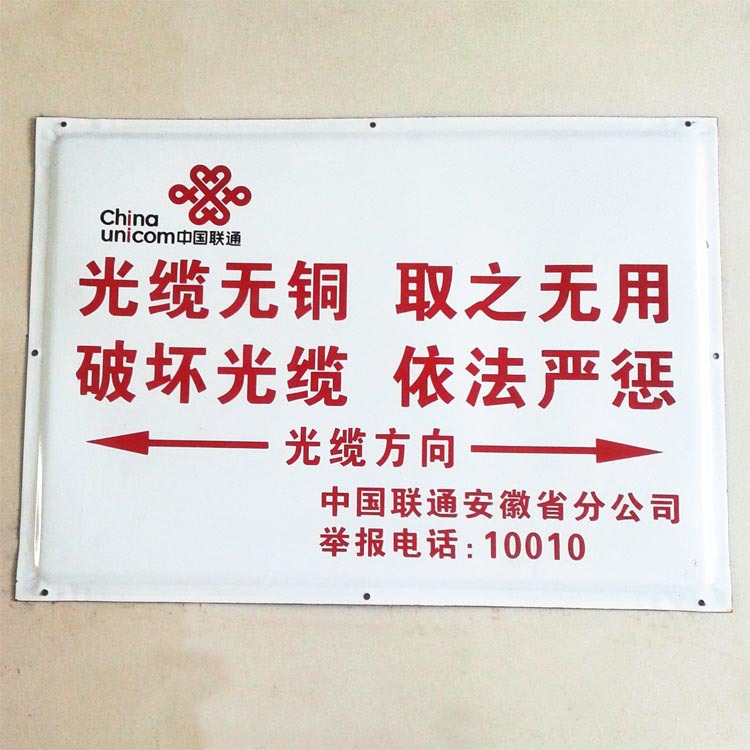 China
unicom中国联通
光缆无铜 取之无用
破坏光缆 依法严惩
光缆方向
中国联通安徽省分公司
举报电话:10010